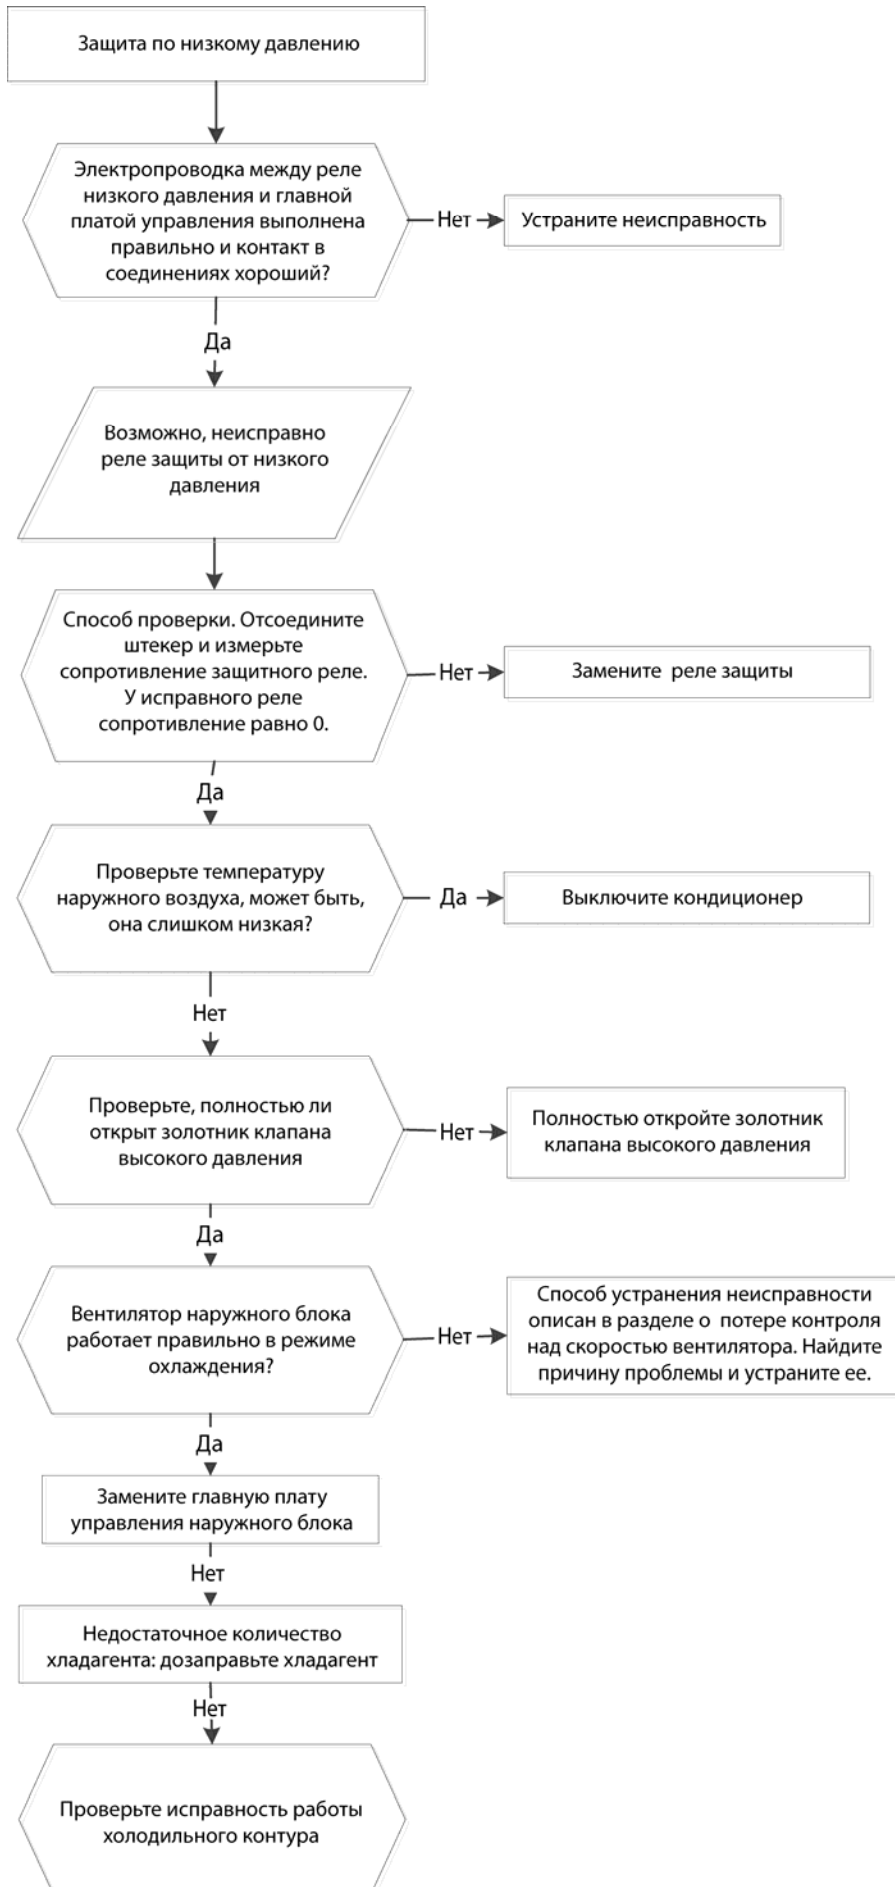 Защита по низкому давлению
Электропроводка между реле
низкого давления и главной
платой управления выполнена
правильно и контакт в
соединениях хороший?
Нет
Устраните неисправность
Да
Возможно, неисправно
реле защиты от низкого
давления
Способ проверки. Отсоедините
штекер и измерьте
сопротивление защитного реле.
У исправного реле
сопротивление равно 0.
Нет
Замените реле защиты
Да
Проверьте температуру
наружного воздуха, может быть,
она слишком низкая?
Да
Выключите кондиционер
Нет
Проверьте, полностью ли
открыт золотник клапана
высокого давления
Нет
Полностью откройте золотник
клапана высокого давления
Да
Вентилятор наружного блока
работает правильно в режиме
охлаждения?
Нет
Способ устранения неисправности
описан в разделе о потере контроля
над скоростью вентилятора. Найдите
причину проблемы и устраните ее.
Да
Замените главную плату
управления наружного блока
Нет
Недостаточное количество
хладагента: дозаправьте хладагент
Нет
Проверьте исправность работы
холодильного контура